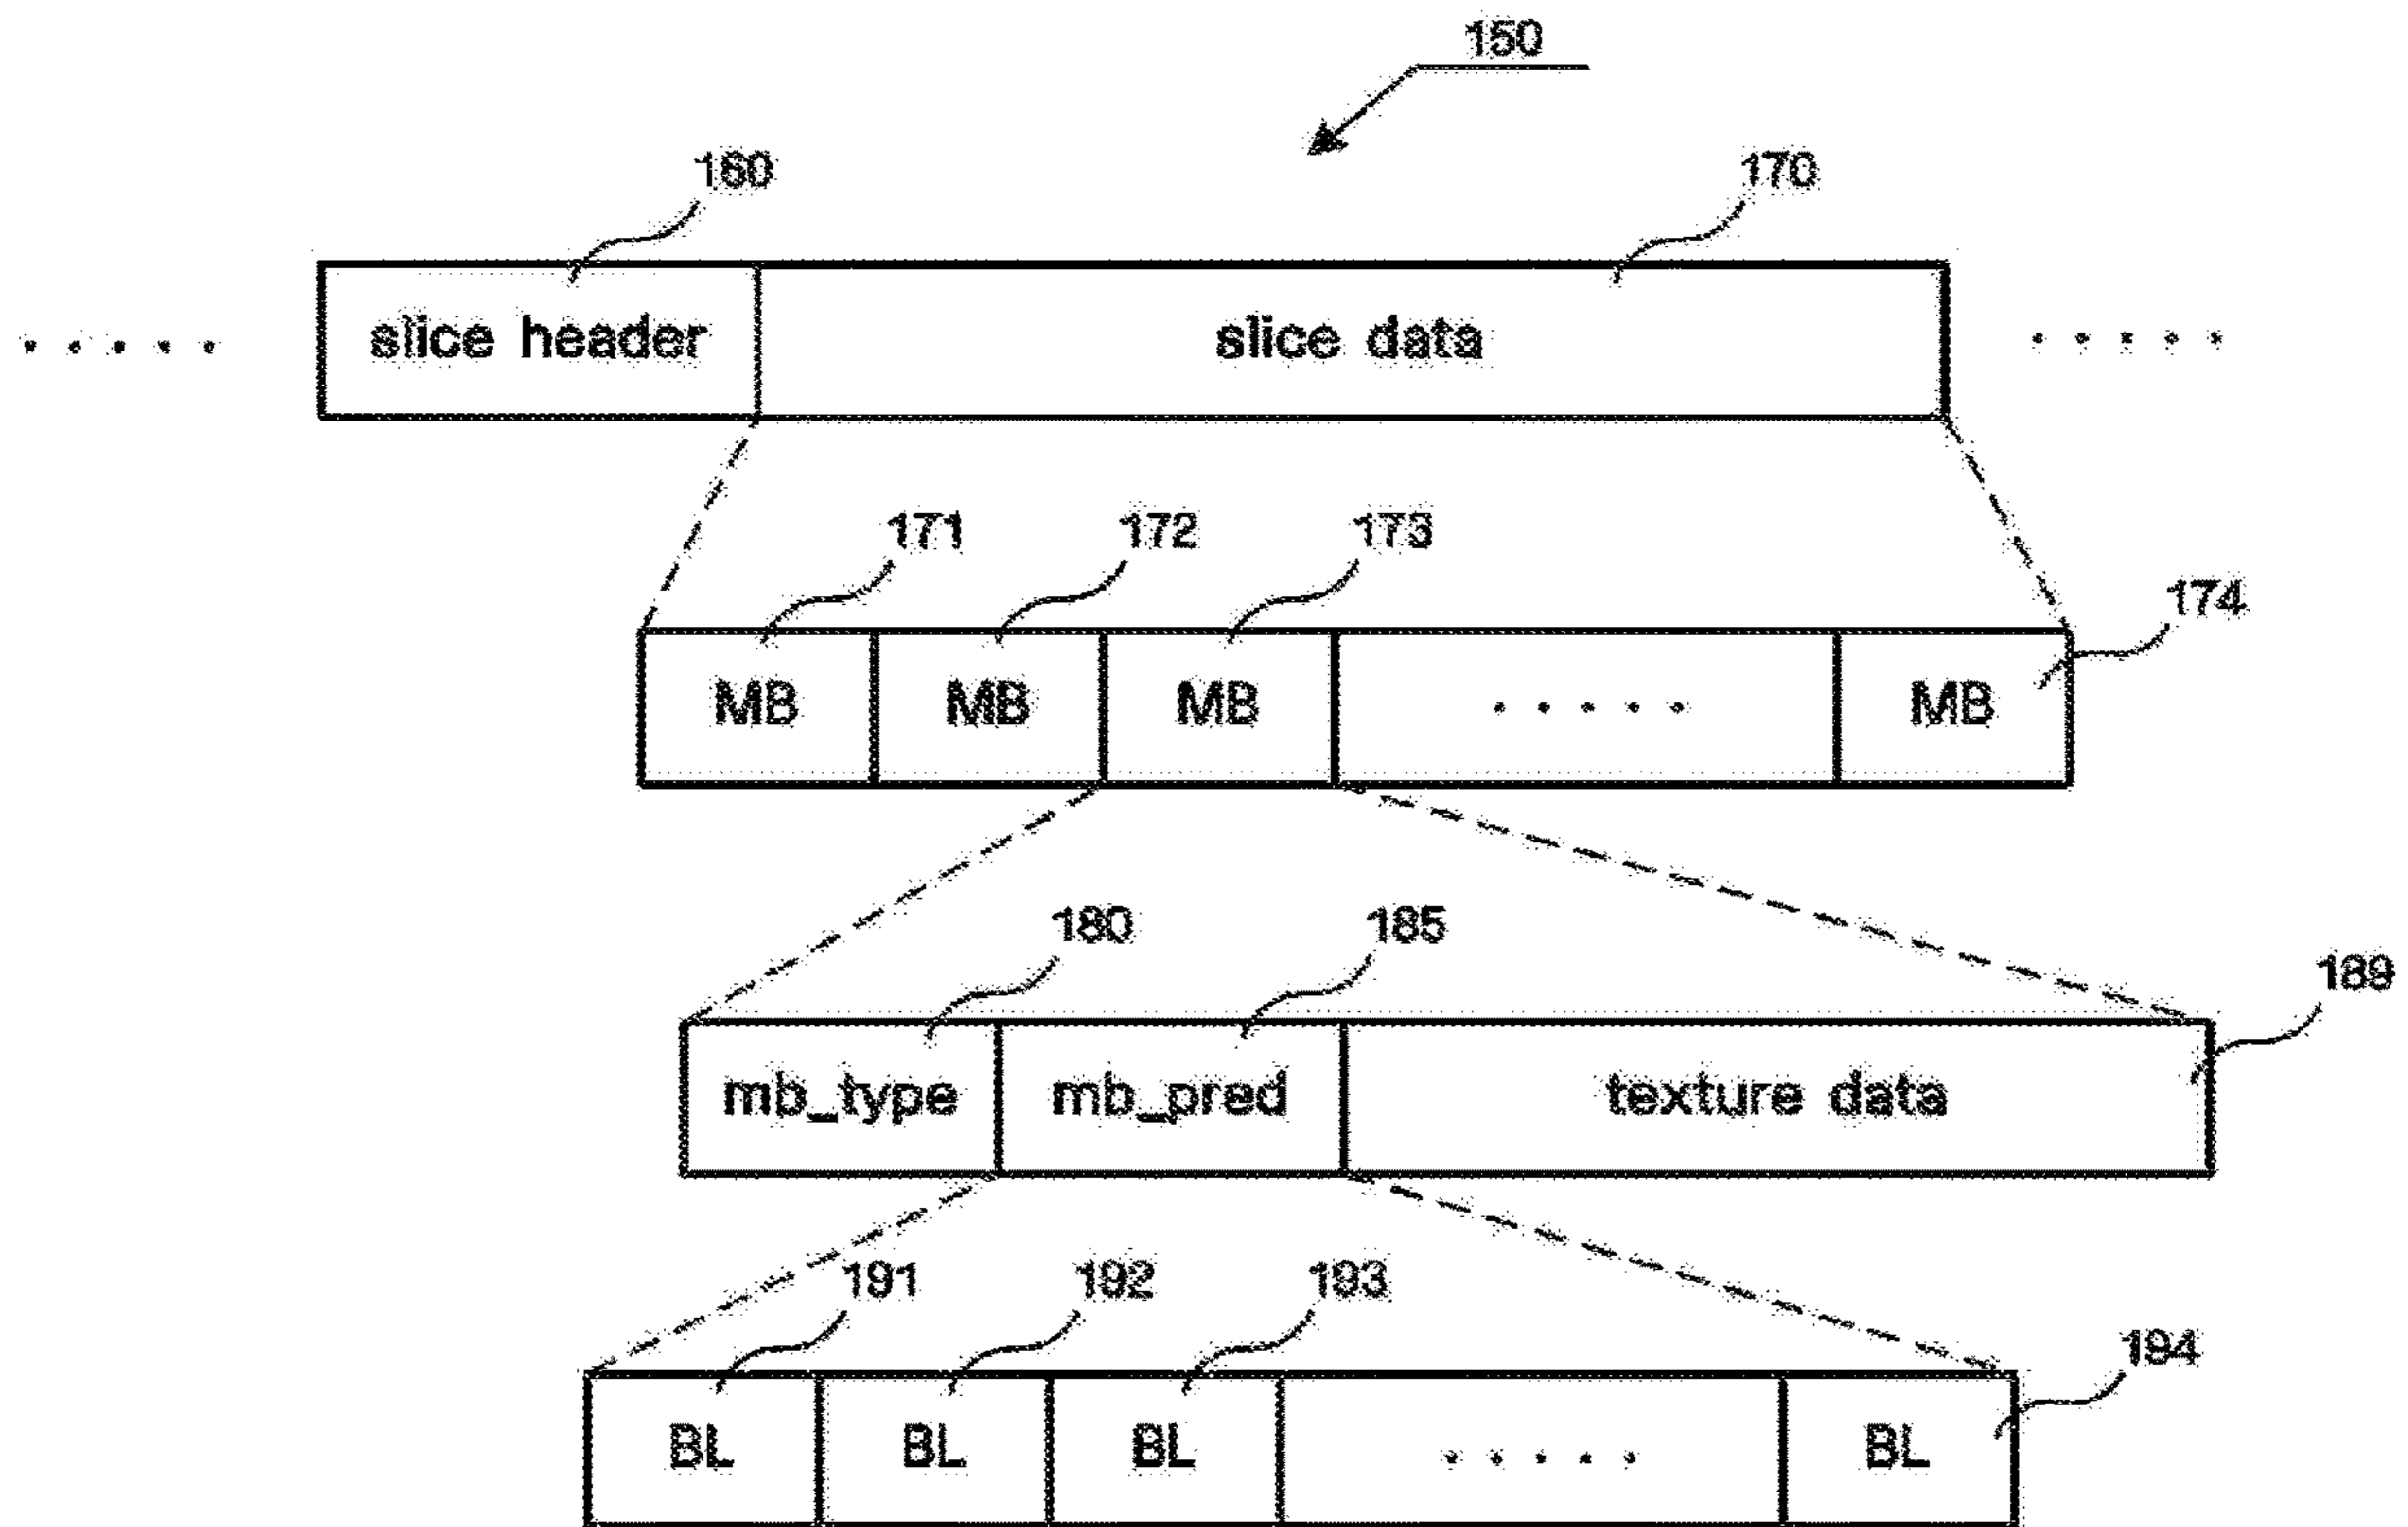 150
160 170
slice header slice data
171 172 173
174
MB MB MB ..... MB
180 185
189
mb_type mb_pred texture data
191 192 193
194
BL BL BL ..... BL